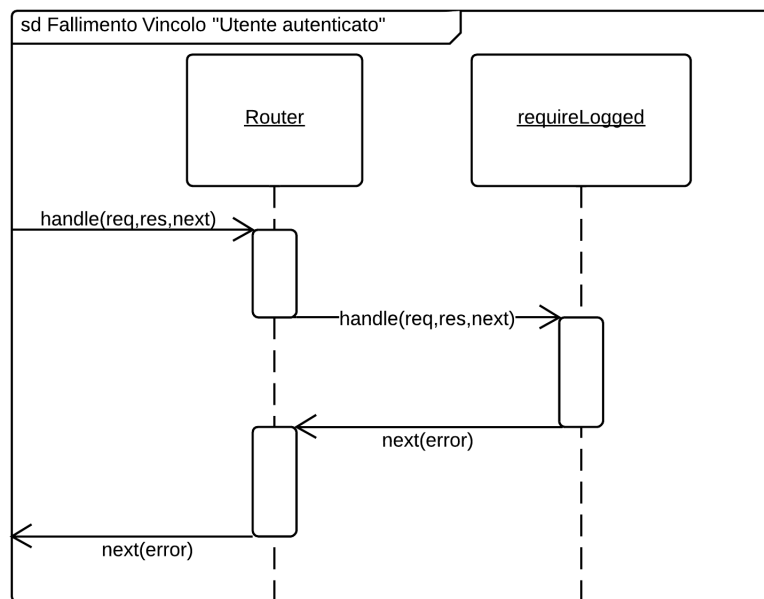 sd Fallimento Vincolo "Utente autenticato"
Router
requireLogged
handle(req,res,next)
handle(req,res,next)
next(error)
next(error)